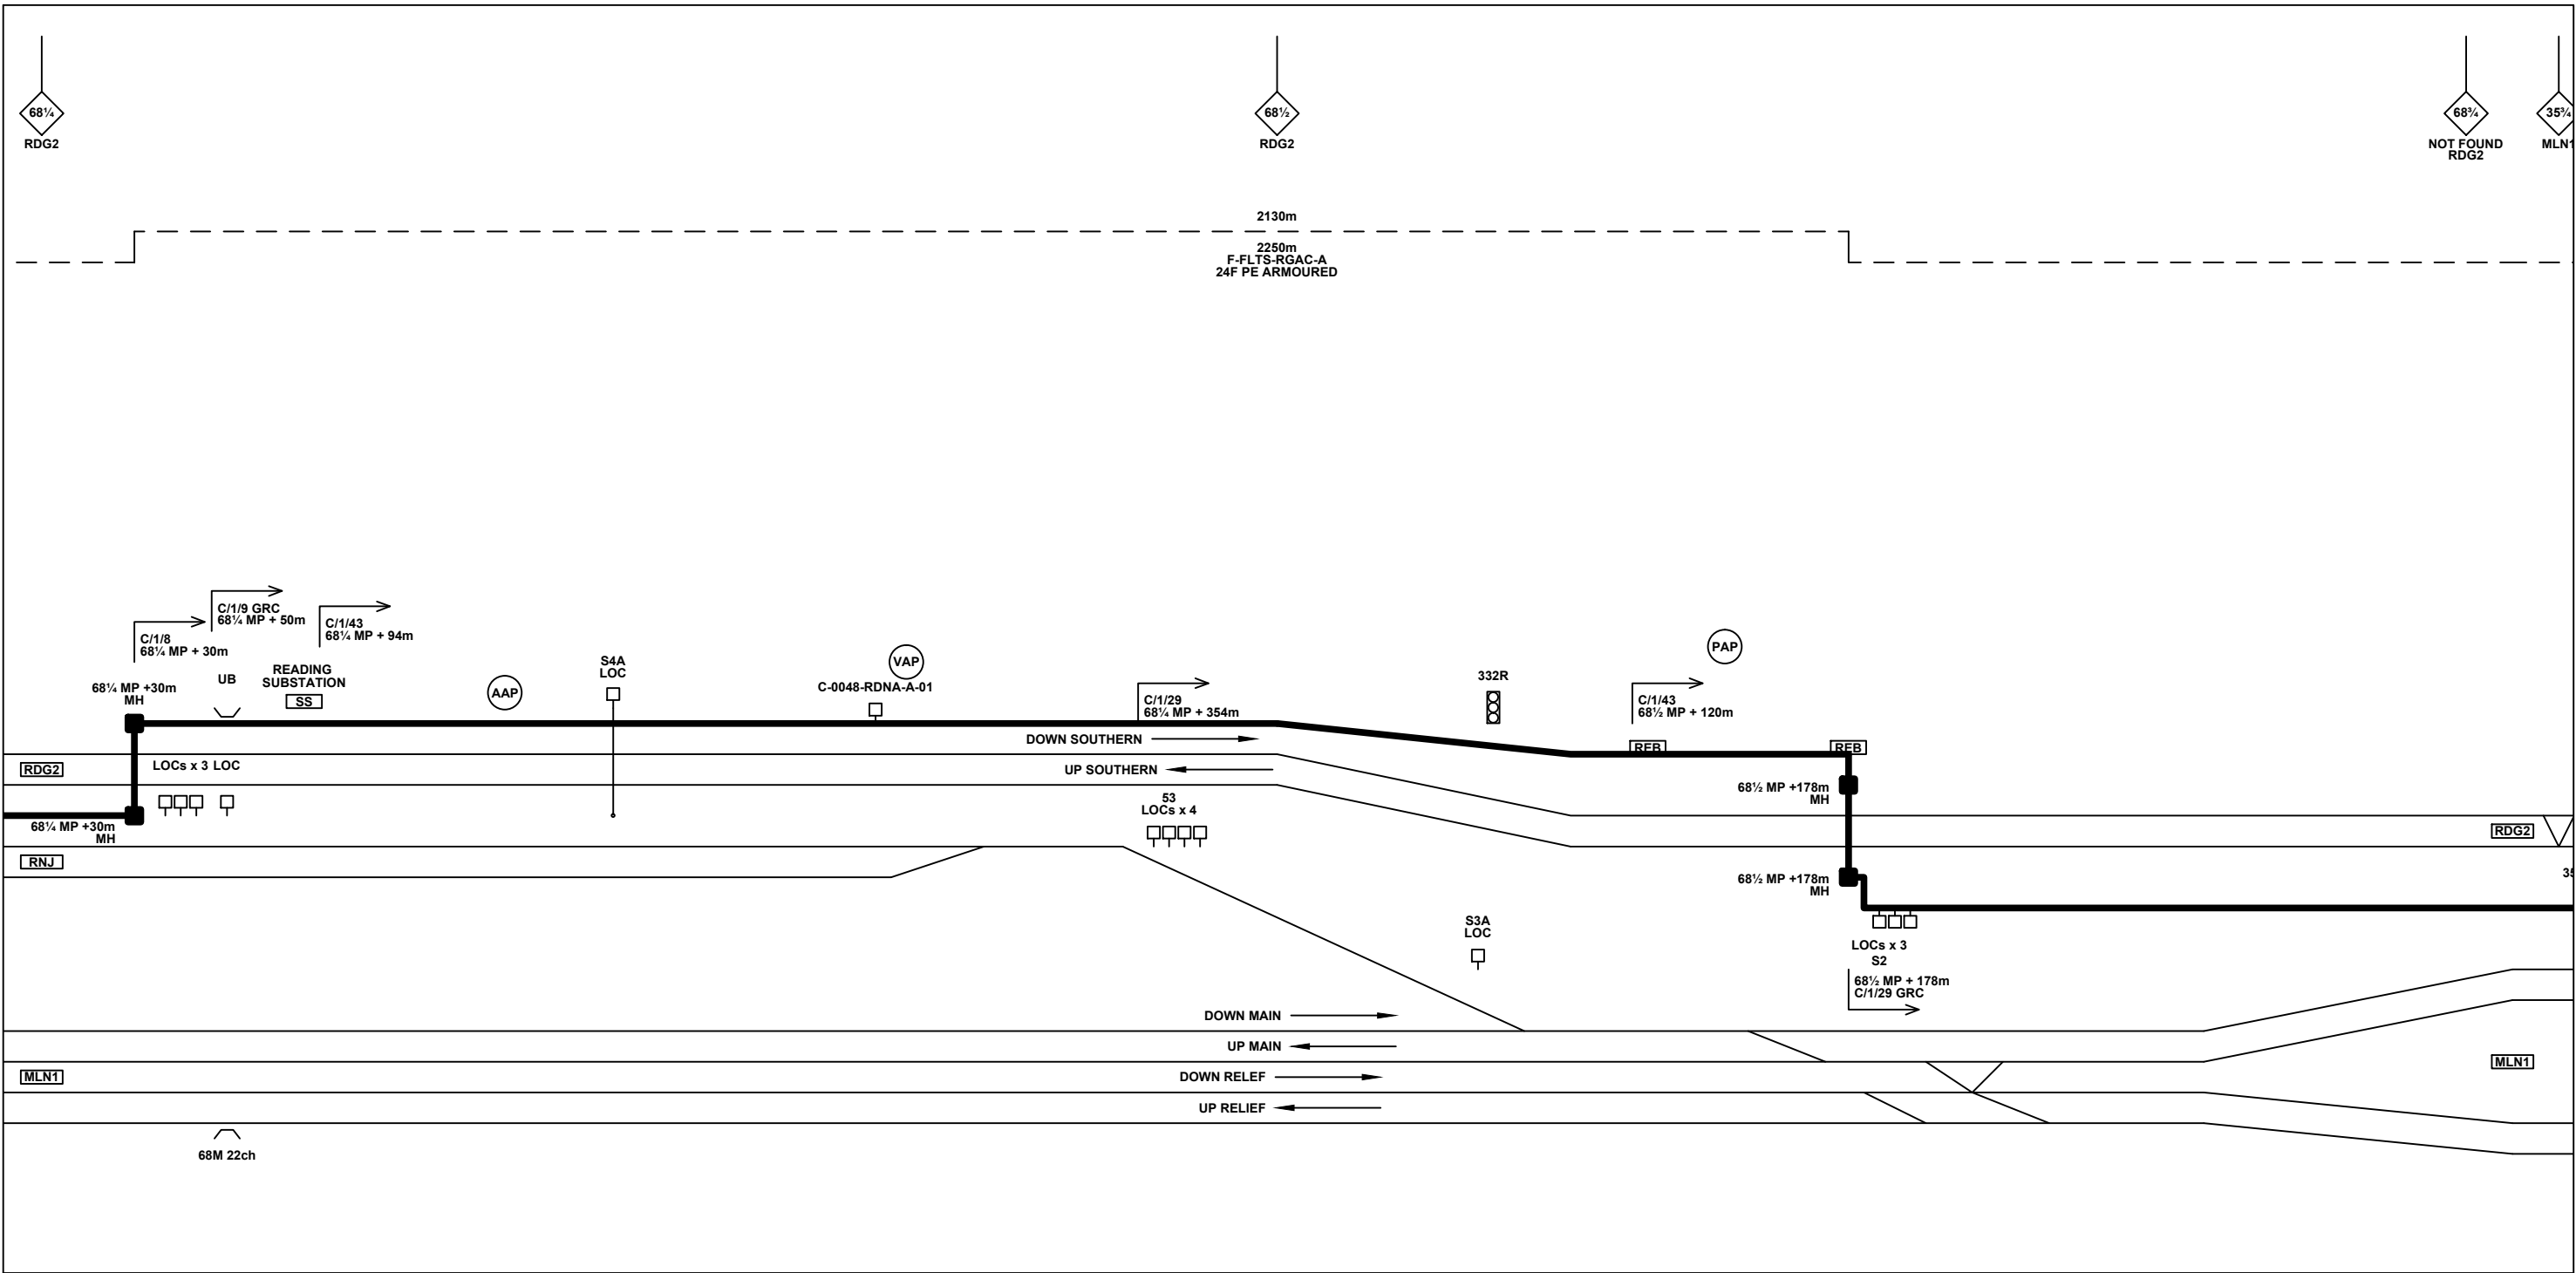 68¼
RDG2
68½
RDG2
68¾
NOT FOUND
RDG2
35¾
MLN1
2130m
2250m
F-FLTS-RGAC-A
24F PE ARMOURED
C/1/9 GRC
68¼ MP + 50m
C/1/43
68¼ MP + 94m
C/1/8
68¼ MP + 30m
READING
SUBSTATION
SS
UB
68¼ MP +30m
MH
AAP
S4A
LOC
VAP
C-0048-RDNA-A-01
C/1/29
68¼ MP + 354m
332R
C/1/43
68½ MP + 120m
PAP
DOWN SOUTHERN
REB
REB
RDG2
LOCs x 3 LOC
UP SOUTHERN
68½ MP +178m
MH
53
LOCs x 4
68¼ MP +30m
MH
RDG2
RNJ
68½ MP +178m
MH
35
S3A
LOC
LOCs x 3
S2
68½ MP + 178m
C/1/29 GRC
DOWN MAIN
UP MAIN
MLN1
DOWN RELEF
MLN1
UP RELIEF
68M 22ch